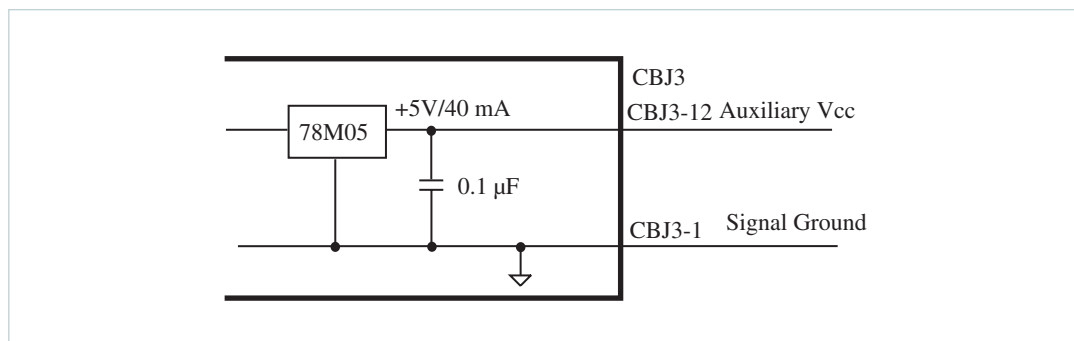 CBJ3
+5V/40 mA
CBJ3-12 Auxiliary Vcc
78M05
0.1 µF
CBJ3-1 Signal Ground